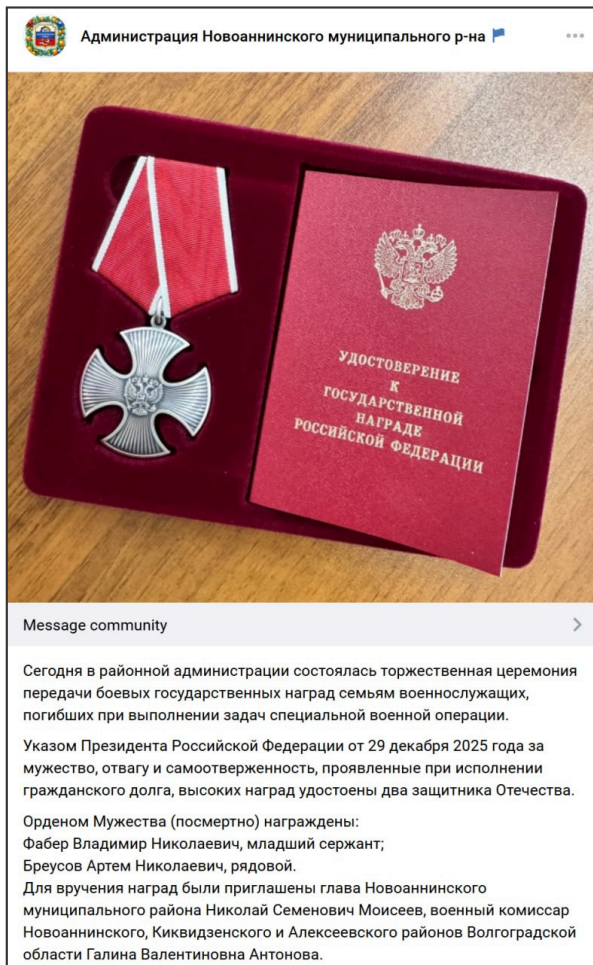 Администрация Новоаннинского муниципального р-на
УДОСТОВЕРЕНИЕ
К
ГОСУДАРСТВЕННОЙ
НАГРАДЕ
РОССИЙСКОЙ ФЕДЕРАЦИИ
Message community
Сегодня в районной администрации состоялась торжественная церемония
передачи боевых государственных наград семьям военнослужащих,
погибших при выполнении задач специальной военной операции.
Указом Президента Российской Федерации от 29 декабря 2025 года за
мужество, отвагу и самоотверженность, проявленные при исполнении
гражданского долга, высоких наград удостоены два защитника Отечества.
Орденом Мужества (посмертно) награждены:
Фабер Владимир Николаевич, младший сержант;
Бреусов Артем Николаевич, рядовой.
Для вручения наград были приглашены глава Новоаннинского
муниципального района Николай Семенович Моисеев, военный комиссар
Новоаннинского, Киквидзенского и Алексеевского районов Волгоградской
области Галина Валентиновна Антонова.